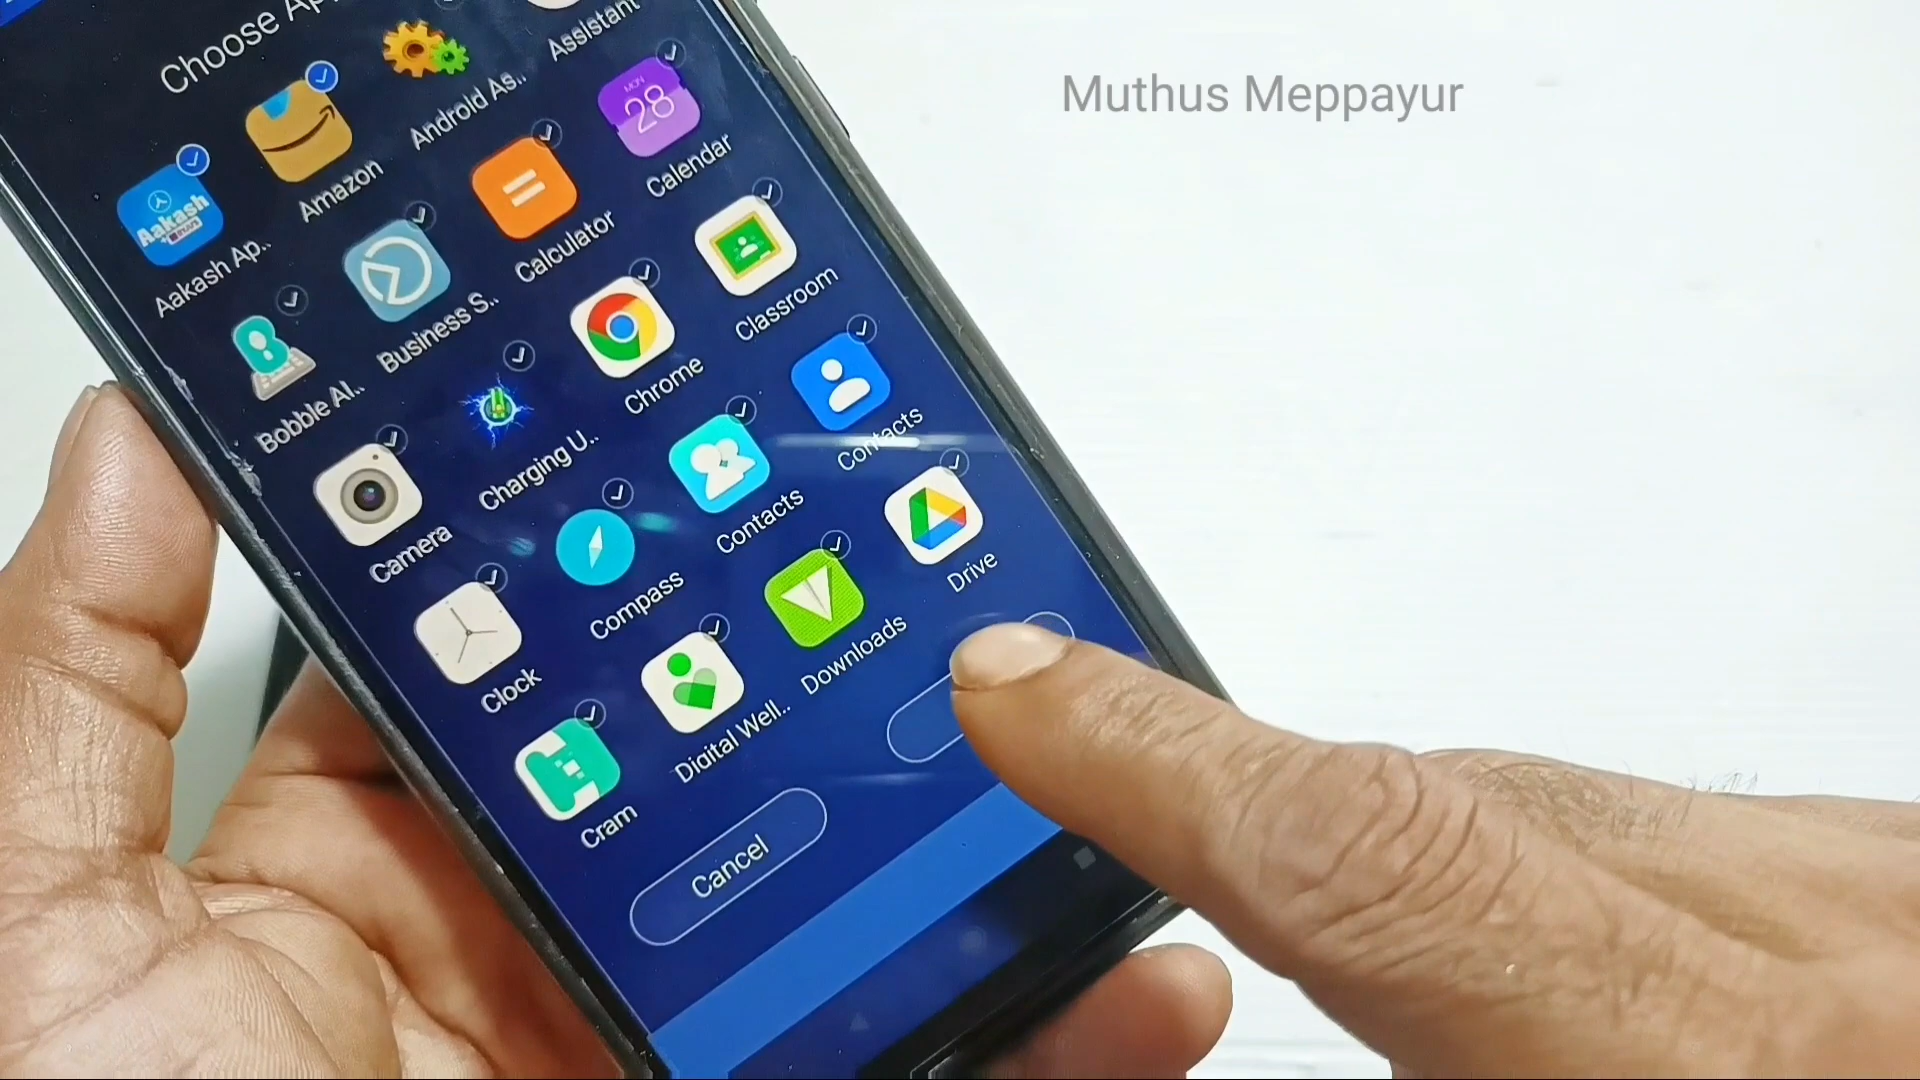 Choose Ap
Muthus Meppayur
Aakash
Aakash Ap..
Amazon
Android As..
Assistant
Bobble AI..
Business S..
Calculator
MON
28
Calendar
Camera
Charging U..
Chrome
Classroom
Clock
Compass
Contacts
Contacts
Cram
Digital Well..
Downloads
Drive
Cancel